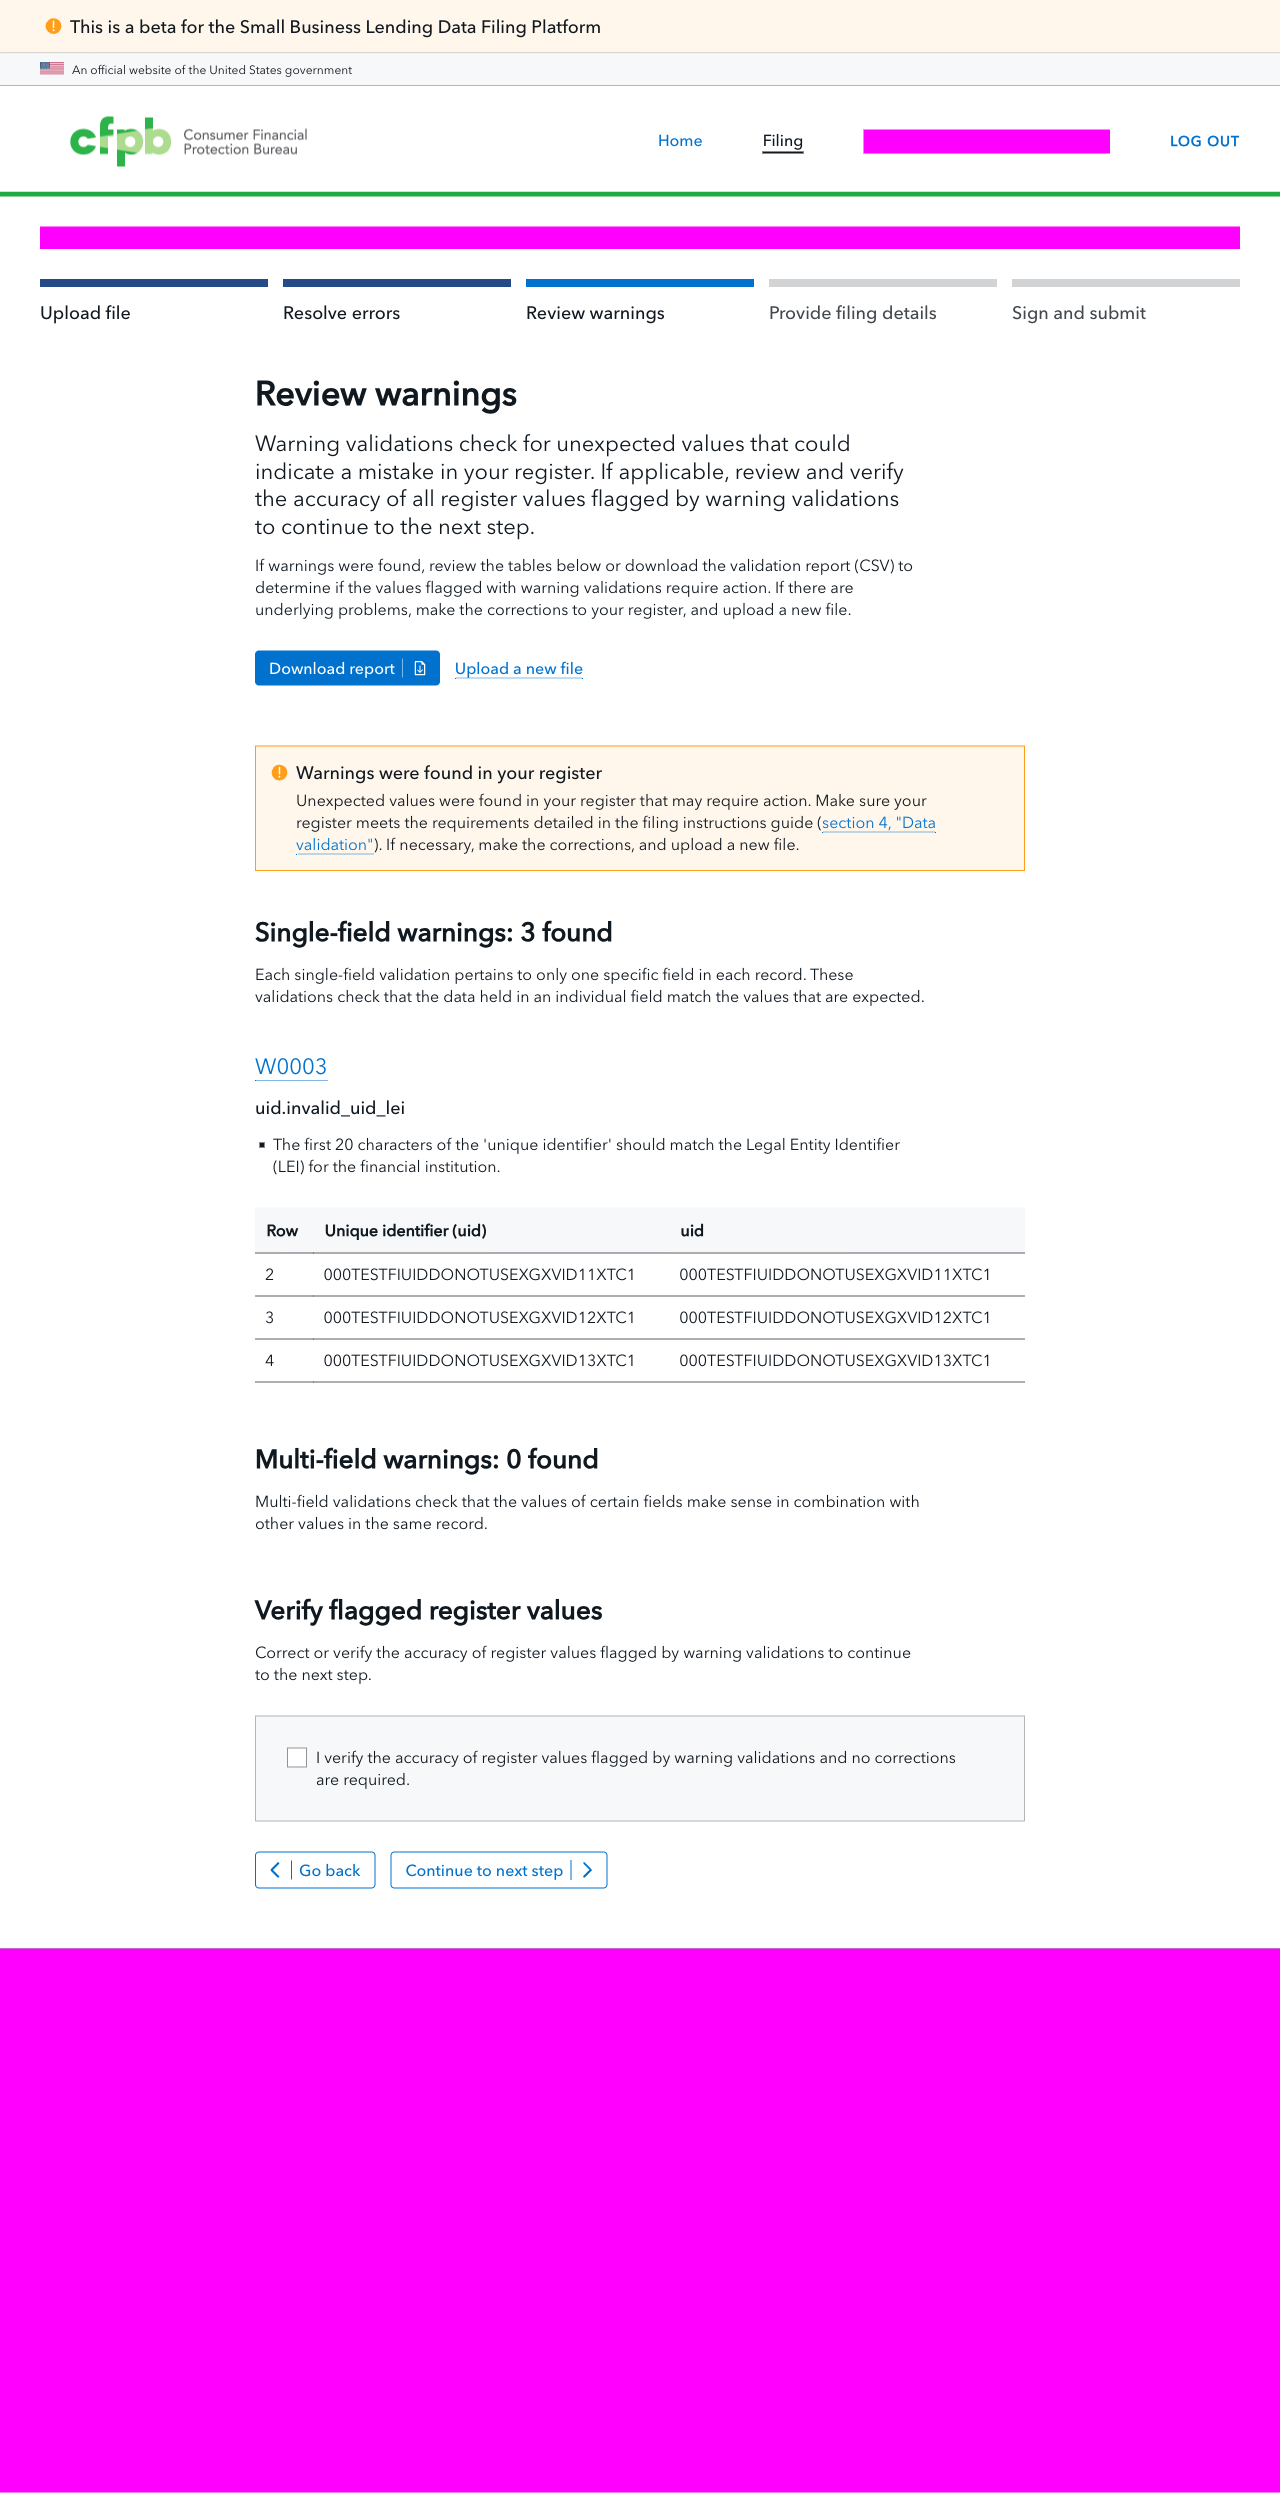 This is a beta for the Small Business Lending Data Filing Platform
An official website of the United States government
cfpb Consumer Financial
Protection Bureau
Home Filing LOG OUT
Upload file Resolve errors Review warnings Provide filing details Sign and submit
Review warnings
Warning validations check for unexpected values that could
indicate a mistake in your register. If applicable, review and verify
the accuracy of all register values flagged by warning validations
to continue to the next step.
If warnings were found, review the tables below or download the validation report (CSV) to
determine if the values flagged with warning validations require action. If there are
underlying problems, make the corrections to your register, and upload a new file.
Download report Upload a new file
Warnings were found in your register
Unexpected values were found in your register that may require action. Make sure your
register meets the requirements detailed in the filing instructions guide (section 4, "Data
validation"). If necessary, make the corrections, and upload a new file.
Single-field warnings: 3 found
Each single-field validation pertains to only one specific field in each record. These
validations check that the data held in an individual field match the values that are expected.
W0003
uid.invalid_uid_lei
The first 20 characters of the 'unique identifier' should match the Legal Entity Identifier
(LEI) for the financial institution.
Row Unique identifier (uid) uid
2 000TESTFIUIDDONOTUSEXGXVID11XTC1 000TESTFIUIDDONOTUSEXGXVID11XTC1
3 000TESTFIUIDDONOTUSEXGXVID12XTC1 000TESTFIUIDDONOTUSEXGXVID12XTC1
4 000TESTFIUIDDONOTUSEXGXVID13XTC1 000TESTFIUIDDONOTUSEXGXVID13XTC1
Multi-field warnings: 0 found
Multi-field validations check that the values of certain fields make sense in combination with
other values in the same record.
Verify flagged register values
Correct or verify the accuracy of register values flagged by warning validations to continue
to the next step.
I verify the accuracy of register values flagged by warning validations and no corrections
are required.
Go back Continue to next step